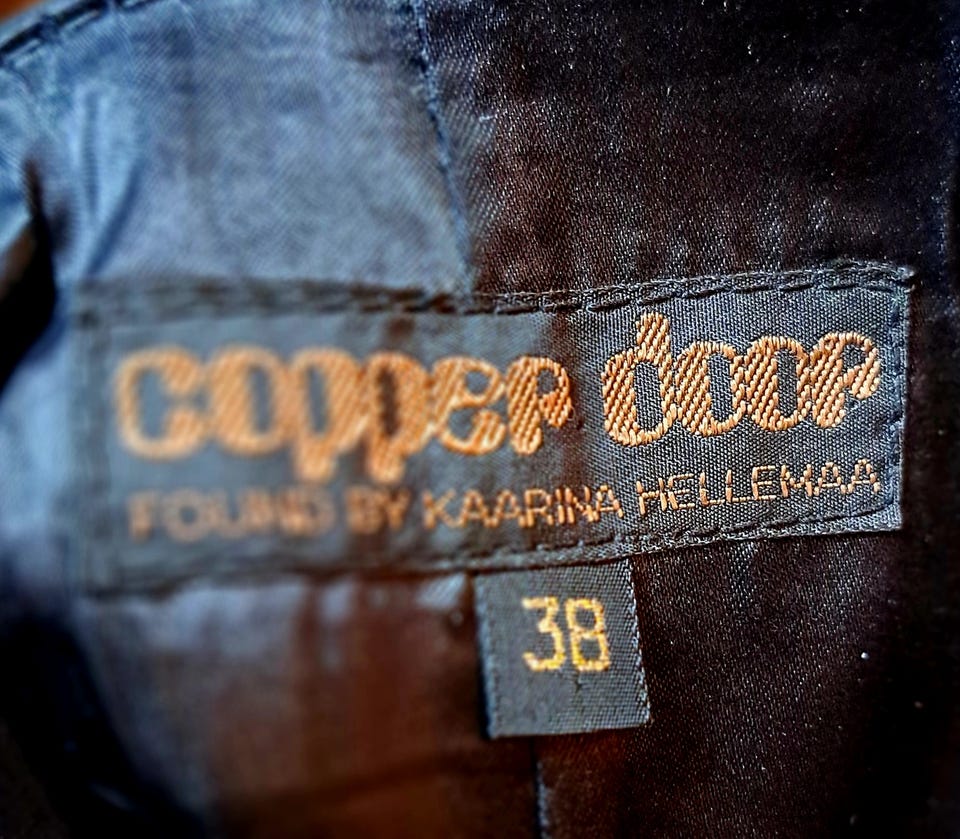 copper door
FOUND BY KAARINA HELLEMAA
38